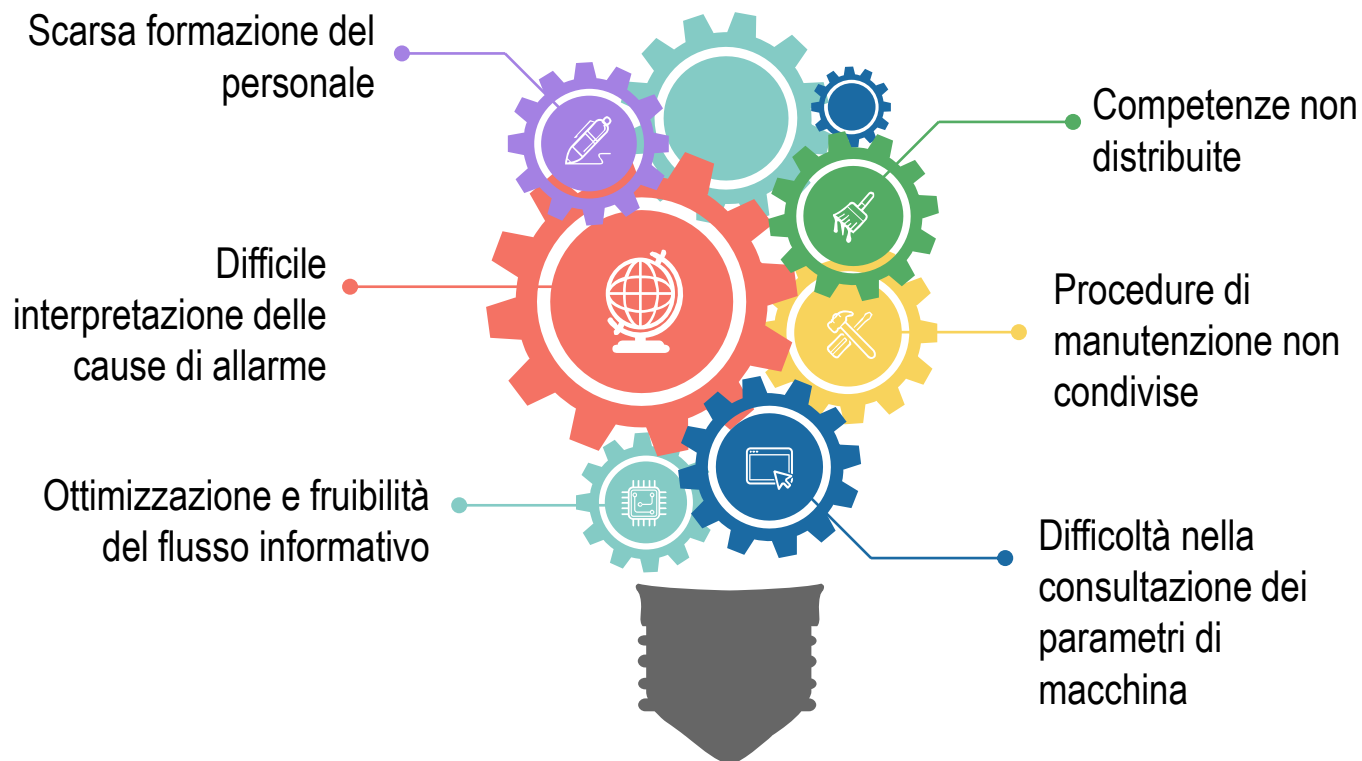 Scarsa formazione del
personale
Difficile
interpretazione delle
cause di allarme
Ottimizzazione e fruibilità
del flusso informativo
Competenze non
distribuite
Procedure di
manutenzione non
condivise
Difficoltà nella
consultazione dei
parametri di
macchina